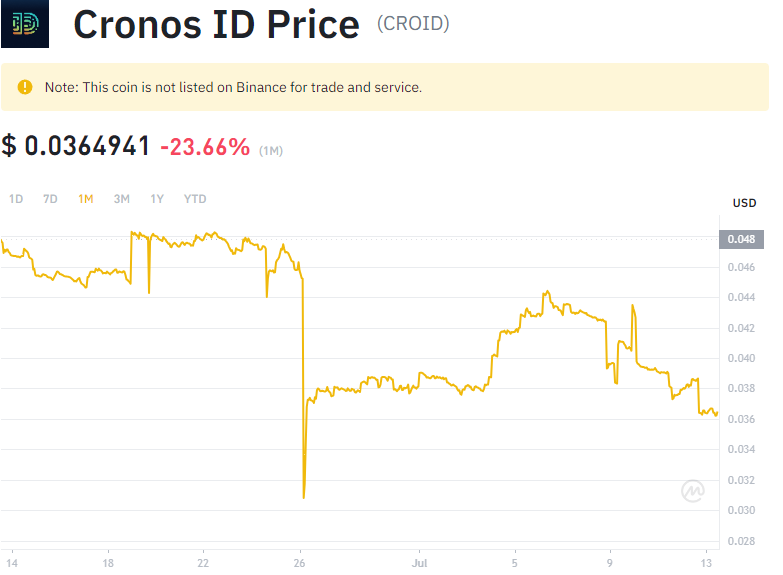 Cronos ID Price (CROID)
Note: This coin is not listed on Binance for trade and service.
$ 0.0364941 -23.66% (1M)
1D 7D 1M 3M 1Y YTD
USD
0.048
0.046
0.044
0.042
0.040
0.038
0.036
0.034
0.032
0.030
0.028
14 18 22 26 Jul 5 9 13